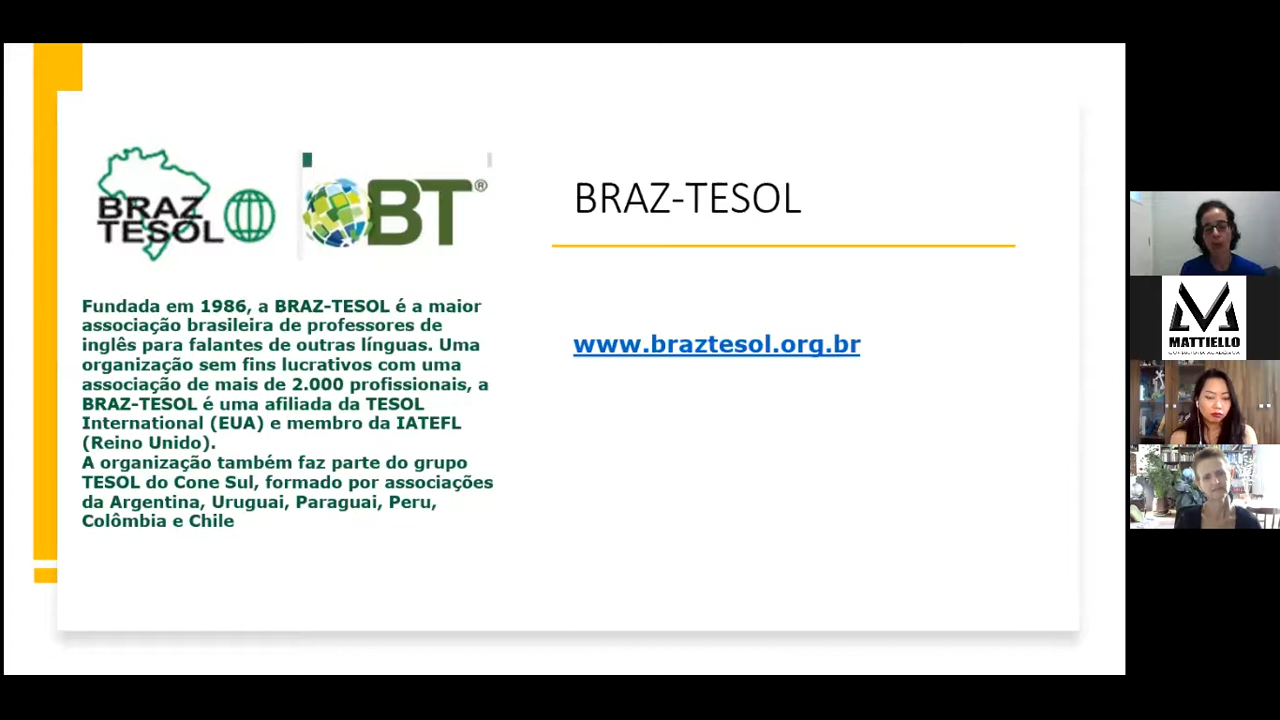 BRAZ
TESOL
BT®
BRAZ-TESOL
Fundada em 1986, a BRAZ-TESOL é a maior
associação brasileira de professores de
inglês para falantes de outras línguas. Uma
organização sem fins lucrativos com uma
associação de mais de 2.000 profissionais, a
BRAZ-TESOL é uma afiliada da TESOL
International (EUA) e membro da IATEFL
(Reino Unido).
A organização também faz parte do grupo
TESOL do Cone Sul, formado por associações
da Argentina, Uruguai, Paraguai, Peru,
Colômbia e Chile
www.braztesol.org.br
MATTIELLO
CONSULTORIA ACADÊMICA